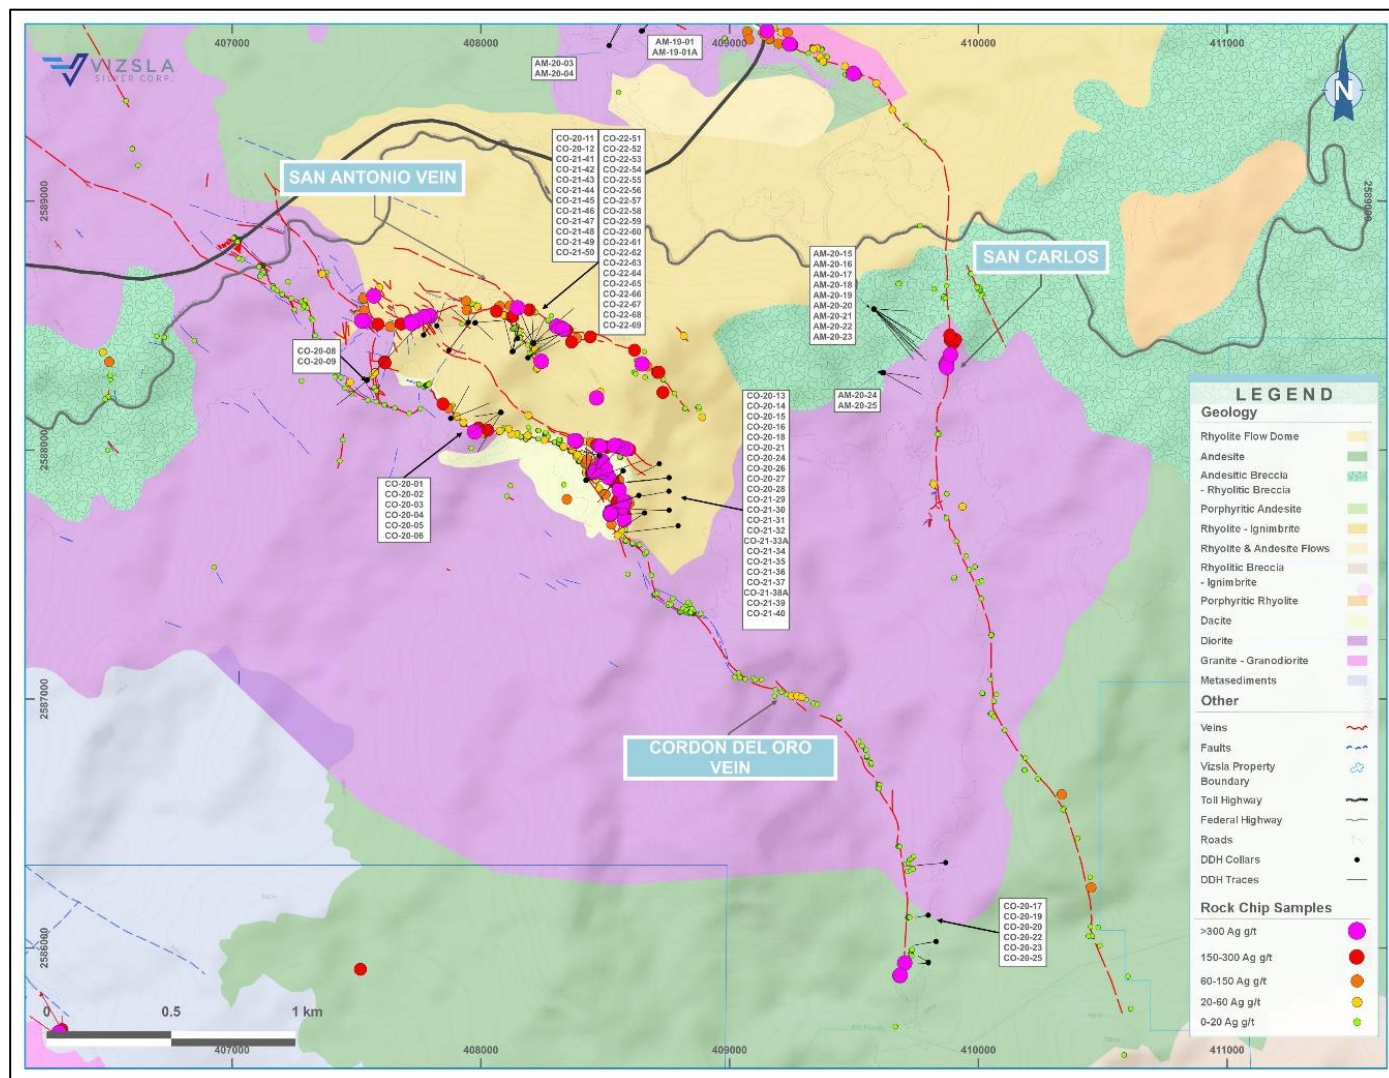 407000
408000
409000
410000
411000
VIZSLA
SILVER CORP.
AM-20-03
AM-20-04
AM-19-01
AM-19-01A
N
SAN ANTONIO VEIN
CO-20-11
CO-20-12
CO-21-41
CO-21-42
CO-21-43
CO-21-44
CO-21-45
CO-21-46
CO-21-47
CO-21-48
CO-21-49
CO-21-50
CO-22-51
CO-22-52
CO-22-53
CO-22-54
CO-22-55
CO-22-56
CO-22-57
CO-22-58
CO-22-59
CO-22-60
CO-22-61
CO-22-62
CO-22-63
CO-22-64
CO-22-65
CO-22-66
CO-22-67
CO-22-68
CO-22-69
2589000
2589000
SAN CARLOS
AM-20-15
AM-20-16
AM-20-17
AM-20-18
AM-20-19
AM-20-20
AM-20-21
AM-20-22
AM-20-23
CO-20-08
CO-20-09
AM-20-24
AM-20-25
CO-20-13
CO-20-14
CO-20-15
CO-20-16
CO-20-18
CO-20-21
CO-20-24
CO-20-26
CO-20-27
CO-20-28
CO-21-29
CO-21-30
CO-21-31
CO-21-32
CO-21-33A
CO-21-34
CO-21-35
CO-21-36
CO-21-37
CO-21-38A
CO-21-39
CO-21-40
2588000
CO-20-01
CO-20-02
CO-20-03
CO-20-04
CO-20-05
CO-20-06
2587000
CORDON DEL ORO
VEIN
CO-20-17
CO-20-19
CO-20-20
CO-20-22
CO-20-23
CO-20-25
2586000
LEGEND
Geology
Rhyolite Flow Dome
Andesite
Andesitic Breccia
- Rhyolitic Breccia
Porphyritic Andesite
Rhyolite - Ignimbrite
Rhyolite & Andesite Flows
Rhyolitic Breccia
- Ignimbrite
Porphyritic Rhyolite
Dacite
Diorite
Granite - Granodiorite
Metasediments
Other
Veins
Faults
Vizsla Property
Boundary
Toll Highway
Federal Highway
Roads
DDH Collars
DDH Traces
Rock Chip Samples
>300 Ag g/t
150-300 Ag g/t
60-150 Ag g/t
20-60 Ag g/t
0-20 Ag g/t
0
0.5
1 km
407000
408000
409000
410000
411000